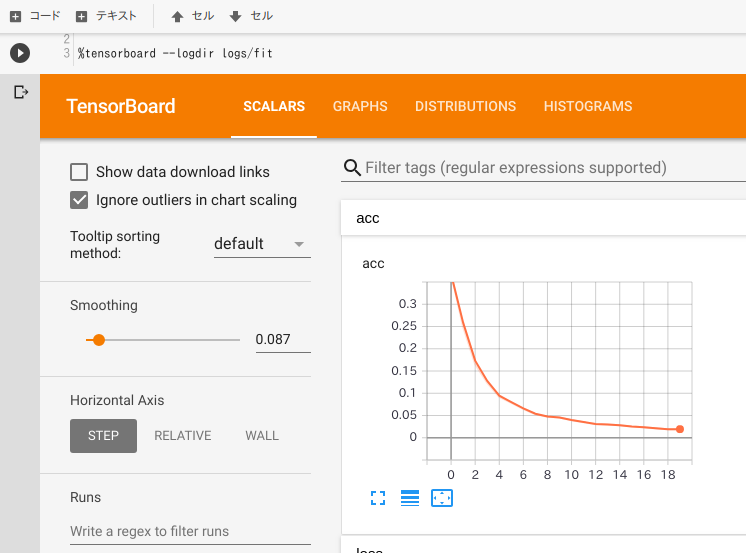 コード テキスト セル セル
2
3 %tensorboard --logdir logs/fit
TensorBoard SCALARS GRAPHS DISTRIBUTIONS HISTOGRAMS
Show data download links
Ignore outliers in chart scaling
Tooltip sorting
method:
default
Smoothing
0.087
Horizontal Axis
STEP RELATIVE WALL
Runs
Write a regex to filter runs
Filter tags (regular expressions supported)
acc
acc
0.3
0.25
0.2
0.15
0.1
0.05
0
0 2 4 6 8 10 12 14 16 18
loss